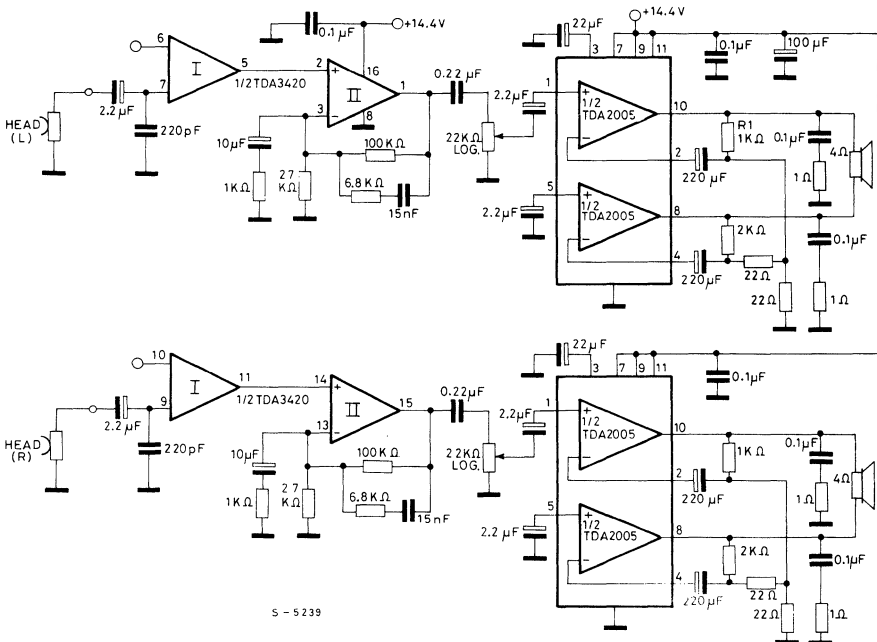 +14.4V
22µF
+14.4V
0.1µF
3 7 9 11
6
I
5
2
+
16
II
1
0.22µF
0.1µF
100µF
2.2µF
1
7
1/2 TDA3420
+
1/2
TDA2005
10
2.2µF
3
-
8
R1
1KΩ
0.1µF
HEAD
(L)
220pF
10µF
22KΩ
LOG.
-
2
4Ω
100KΩ
220µF
1Ω
1KΩ
27
KΩ
6.8KΩ
15nF
5
+
1/2
TDA2005
8
2.2µF
2KΩ
0.1µF
-
4
220µF
22Ω
22Ω
1Ω
22µF
3 7 9 11
10
I
11
14
+
II
15
0.22µF
0.1µF
2.2µF
1
9
1/2 TDA3420
+
1/2
TDA2005
10
2.2µF
13
-
1KΩ
0.1µF
HEAD
(R)
220pF
10µF
22KΩ
LOG.
-
2
4Ω
100KΩ
220µF
1Ω
1KΩ
27
KΩ
6.8KΩ
15nF
5
+
1/2
TDA2005
8
2.2µF
2KΩ
0.1µF
-
4
220µF
22Ω
22Ω
1Ω
S-5239